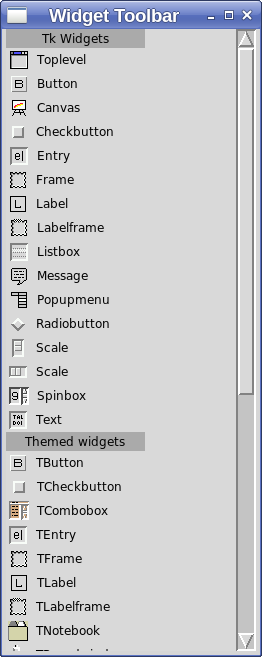 Widget Toolbar
Tk Widgets
Toplevel
Button
Canvas
Checkbutton
Entry
Frame
Label
Labelframe
Listbox
Message
Popupmenu
Radiobutton
Scale
Scale
Spinbox
Text
Themed widgets
TButton
TCheckbutton
TCombobox
TEntry
TFrame
TLabel
TLabelframe
TNotebook